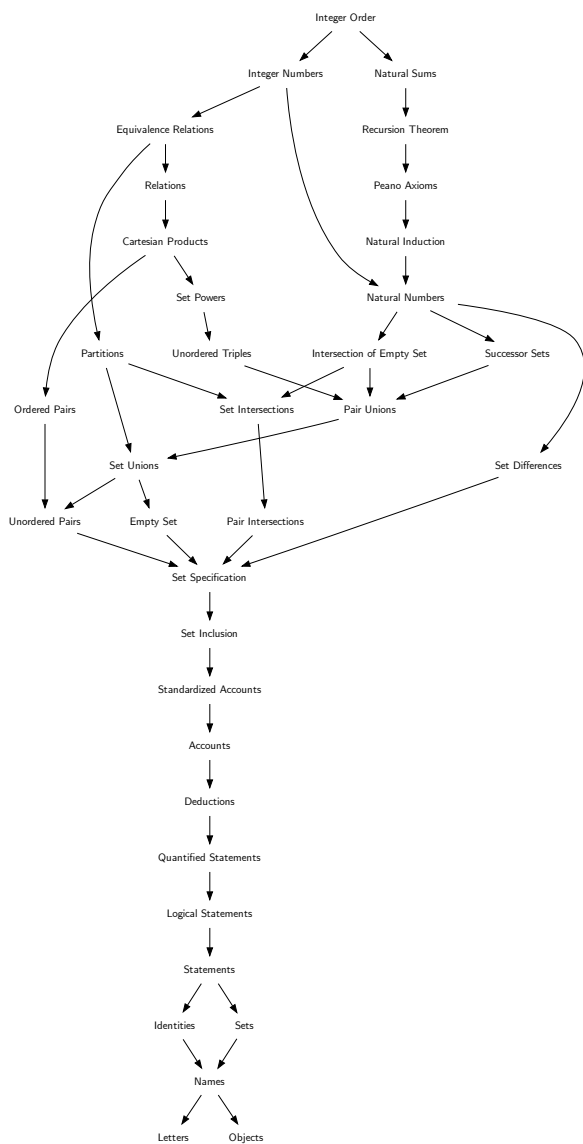 Integer Order
Integer Numbers
Natural Sums
Equivalence Relations
Recursion Theorem
Relations
Peano Axioms
Cartesian Products
Natural Induction
Set Powers
Natural Numbers
Partitions
Unordered Triples
Intersection of Empty Set
Successor Sets
Ordered Pairs
Set Intersections
Pair Unions
Set Unions
Set Differences
Unordered Pairs
Empty Set
Pair Intersections
Set Specification
Set Inclusion
Standardized Accounts
Accounts
Deductions
Quantified Statements
Logical Statements
Statements
Identities
Sets
Names
Letters
Objects